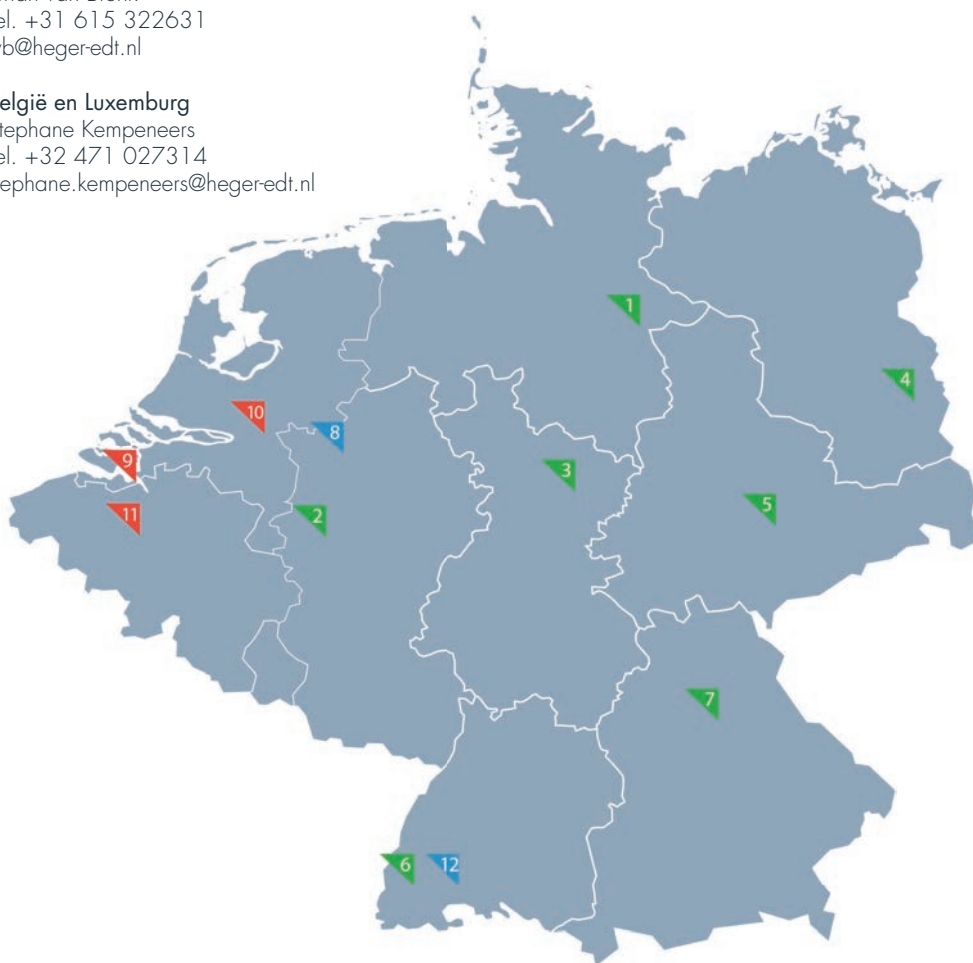 el. +31 615 322631
b@heger-edt.nl
elgië en Luxemburg
tephane Kempeneers
el. +32 471 027314
ephane.kempeneers@heger-edt.nl
1
4
10
8
9
3
11
2
5
7
6 12